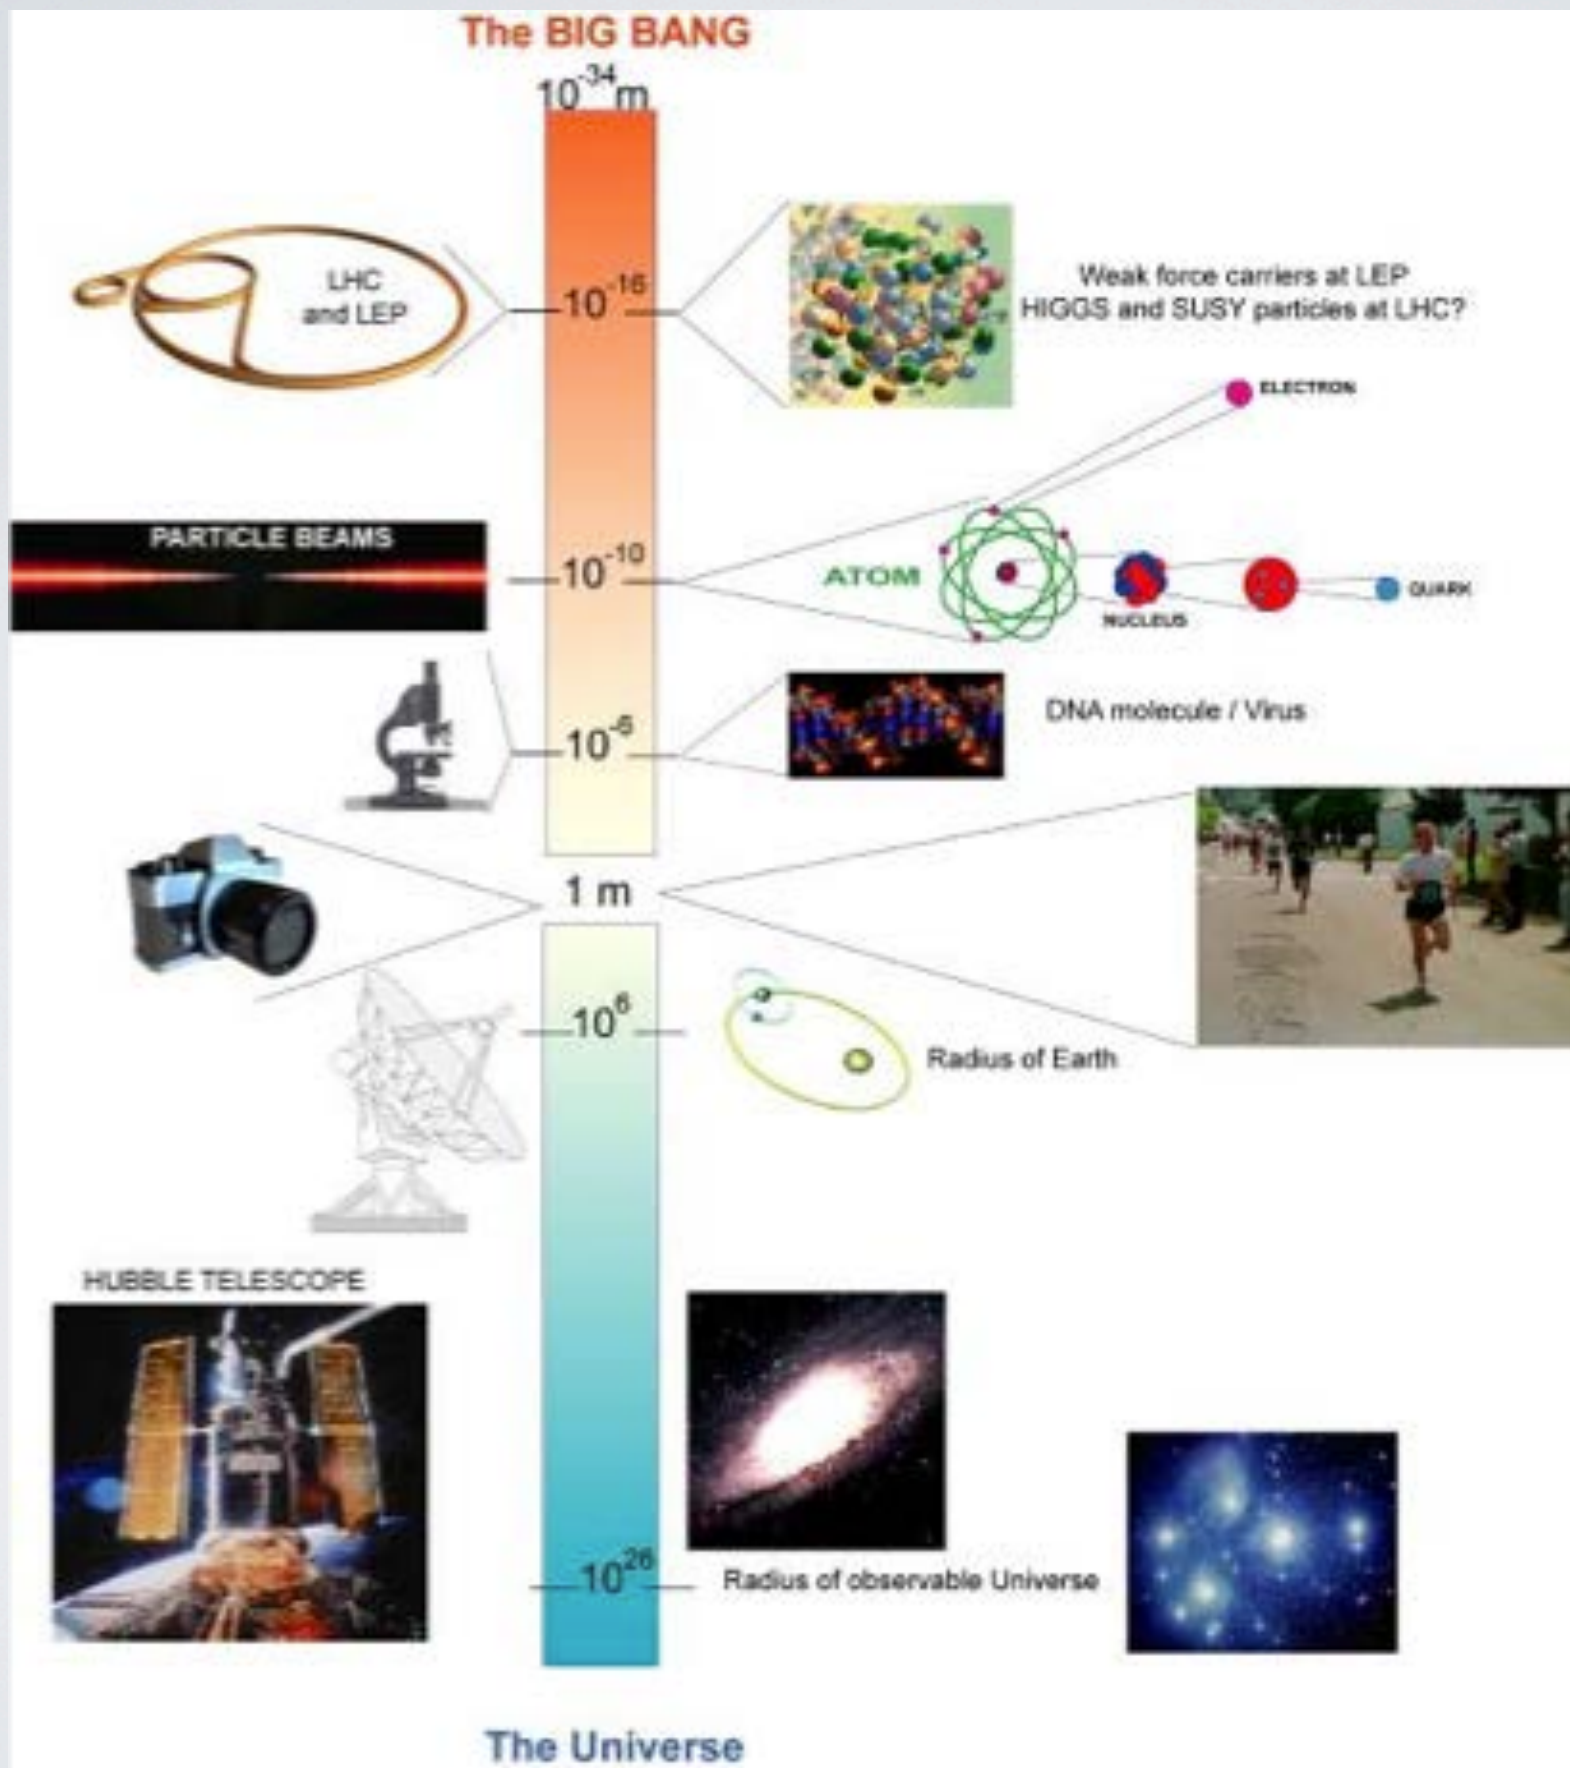 The BIG BANG
10⁻³⁴m
LHC
and LEP
10⁻¹⁶
Weak force carriers at LEP
HIGGS and SUSY particles at LHC?
ELECTRON
PARTICLE BEAMS
10⁻¹⁰
ATOM
NUCLEUS
QUARK
10⁻⁶
DNA molecule / Virus
1 m
10⁶
Radius of Earth
HUBBLE TELESCOPE
10²⁶
Radius of observable Universe
The Universe